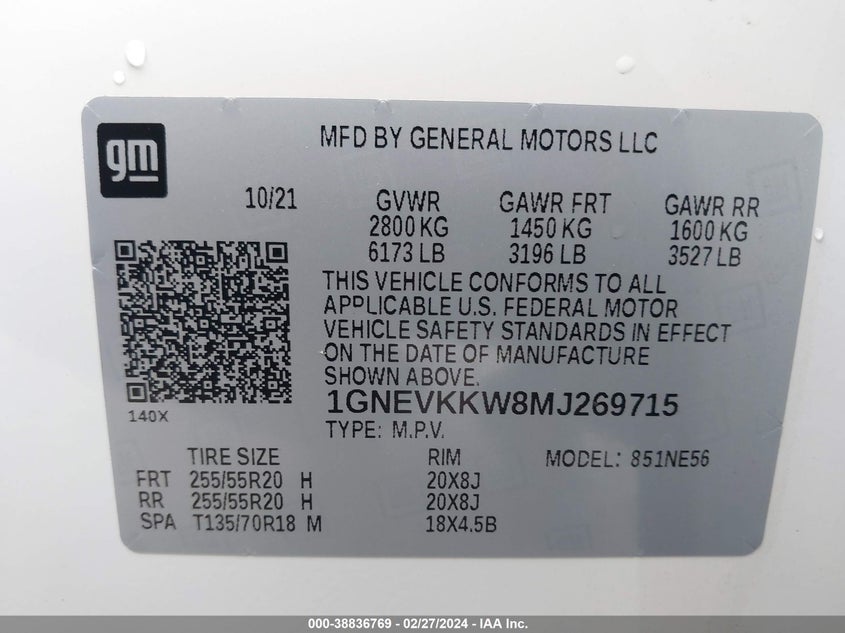 gm
MFD BY GENERAL MOTORS LLC
10/21 GVWR GAWR FRT GAWR RR
2800 KG 1450 KG 1600 KG
6173 LB 3196 LB 3527 LB
THIS VEHICLE CONFORMS TO ALL
APPLICABLE U.S. FEDERAL MOTOR
VEHICLE SAFETY STANDARDS IN EFFECT
ON THE DATE OF MANUFACTURE
SHOWN ABOVE.
140X
1GNEVKKW8MJ269715
TYPE: M.P.V.
TIRE SIZE RIM MODEL: 851NE56
FRT 255/55R20 H 20X8J
RR 255/55R20 H 20X8J
SPA T135/70R18 M 18X4.5B
000-38836769 - 02/27/2024 - IAA Inc.